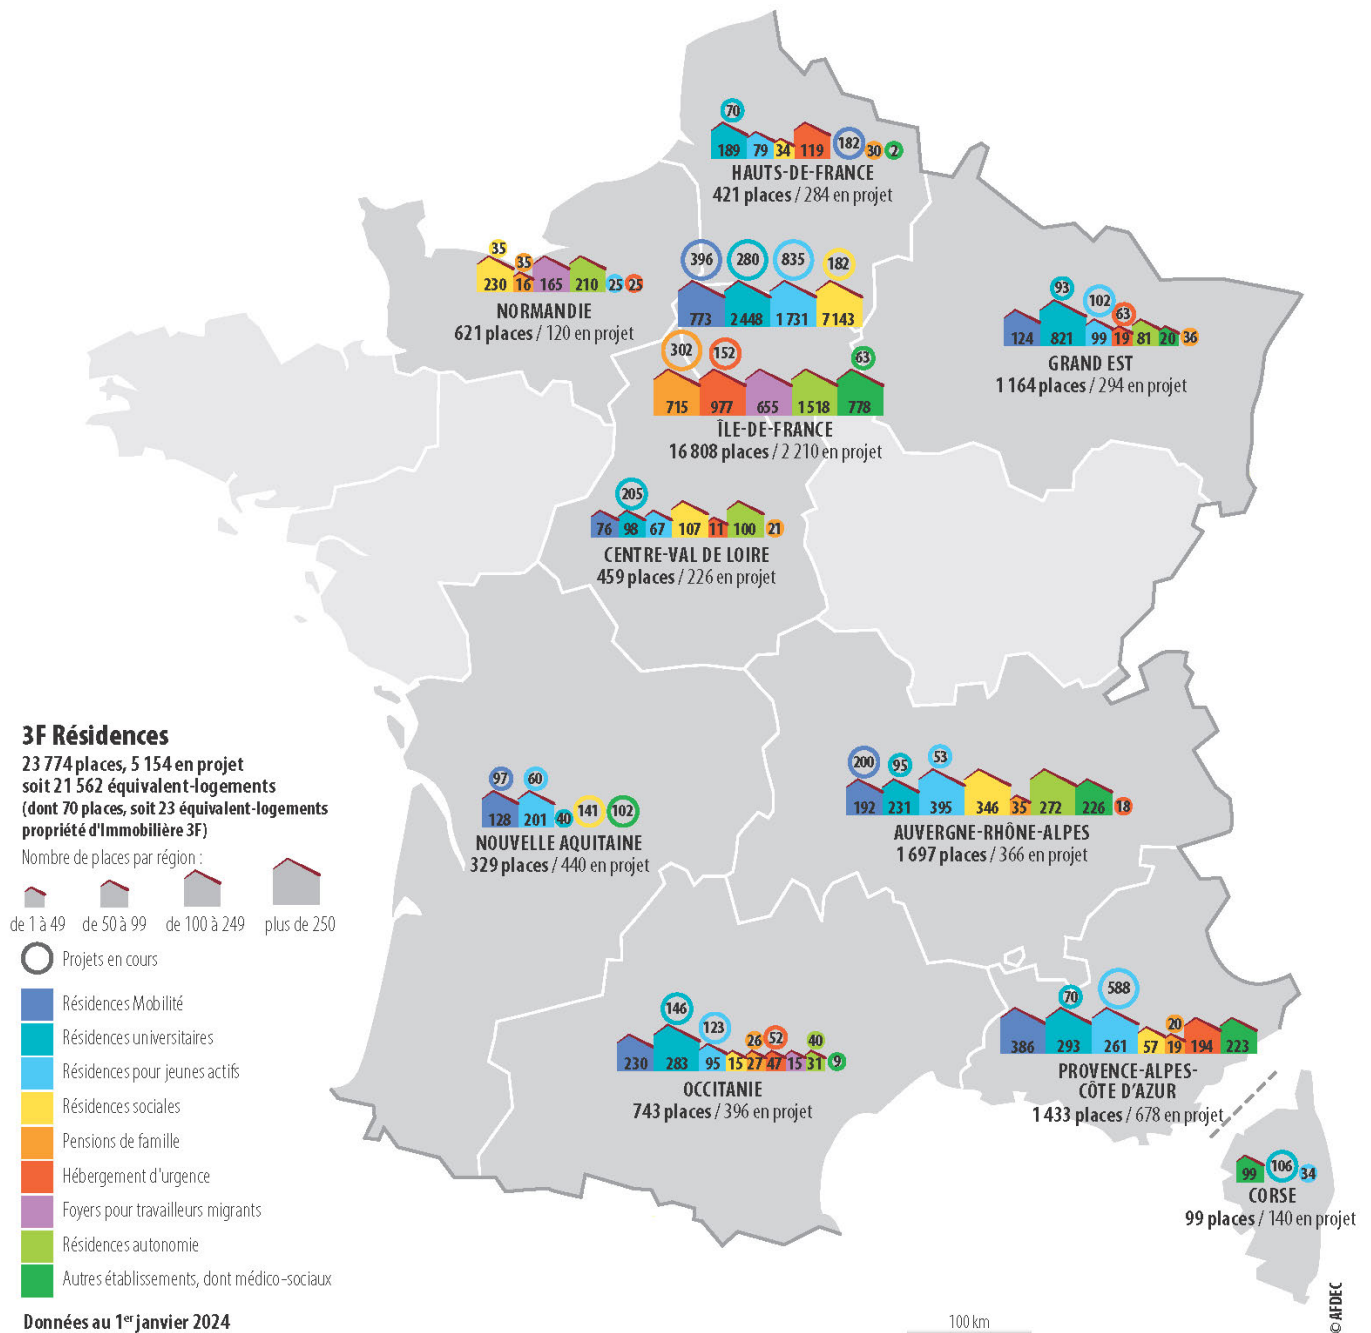 70
189 79 34 119 182 30 2
HAUTS-DE-FRANCE
421 places / 284 en projet
35
35
230 16 165 210 25 25
NORMANDIE
621 places / 120 en projet
396 280 835 182
773 2 448 1 731 7 143
302 152 63
715 977 655 1 518 778
ÎLE-DE-FRANCE
16 808 places / 2 210 en projet
93
102
63
124 821 99 19 81 20 36
GRAND EST
1 164 places / 294 en projet
205
76 98 67 107 11 100 21
CENTRE-VAL DE LOIRE
459 places / 226 en projet
97 60
128 201 40 141 102
NOUVELLE AQUITAINE
329 places / 440 en projet
200 95 53
192 231 395 346 35 272 226 18
AUVERGNE-RHÔNE-ALPES
1 697 places / 366 en projet
146
123
26 52 40
230 283 95 15 27 47 15 31 9
OCCITANIE
743 places / 396 en projet
70 588
20
386 293 261 57 19 194 223
PROVENCE-ALPES-
CÔTE D'AZUR
1 433 places / 678 en projet
99 106 34
CORSE
99 places / 140 en projet
3F Résidences
23 774 places, 5 154 en projet
soit 21 562 équivalent-logements
(dont 70 places, soit 23 équivalent-logements
propriété d'Immobilière 3F)
Nombre de places par région :
de 1 à 49 de 50 à 99 de 100 à 249 plus de 250
Projets en cours
Résidences Mobilité
Résidences universitaires
Résidences pour jeunes actifs
Résidences sociales
Pensions de famille
Hébergement d'urgence
Foyers pour travailleurs migrants
Résidences autonomie
Autres établissements, dont médico-sociaux
Données au 1er janvier 2024
100 km
© AFDEC